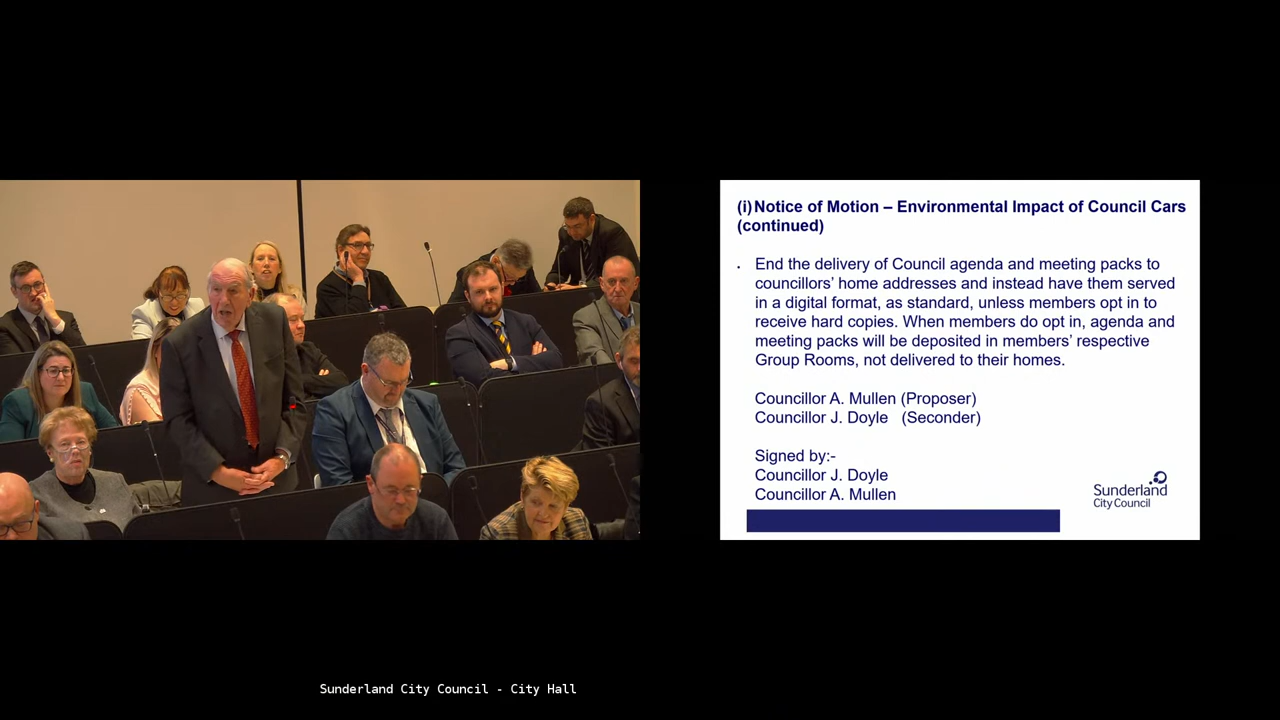 (i) Notice of Motion – Environmental Impact of Council Cars
(continued)
. End the delivery of Council agenda and meeting packs to
councillors' home addresses and instead have them served
in a digital format, as standard, unless members opt in to
receive hard copies. When members do opt in, agenda and
meeting packs will be deposited in members' respective
Group Rooms, not delivered to their homes.
Councillor A. Mullen (Proposer)
Councillor J. Doyle (Seconder)
Signed by:-
Councillor J. Doyle
Councillor A. Mullen
Sunderland
City Council
Sunderland City Council - City Hall